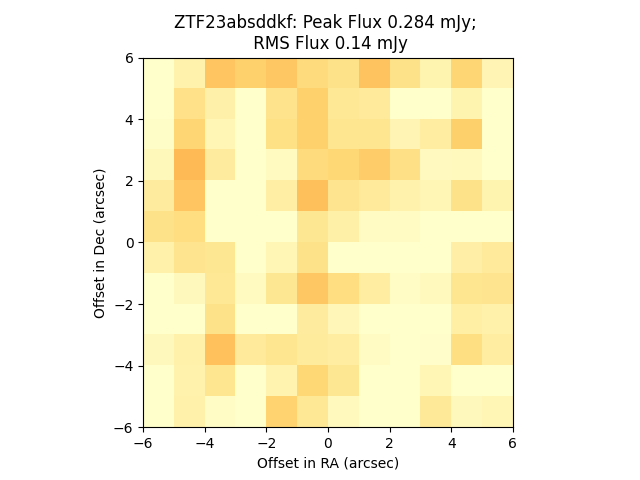 ZTF23absddkf: Peak Flux 0.284 mJy;
RMS Flux 0.14 mJy
6
4
2
0
−2
−4
−6
Offset in Dec (arcsec)
−6 −4 −2 0 2 4 6
Offset in RA (arcsec)